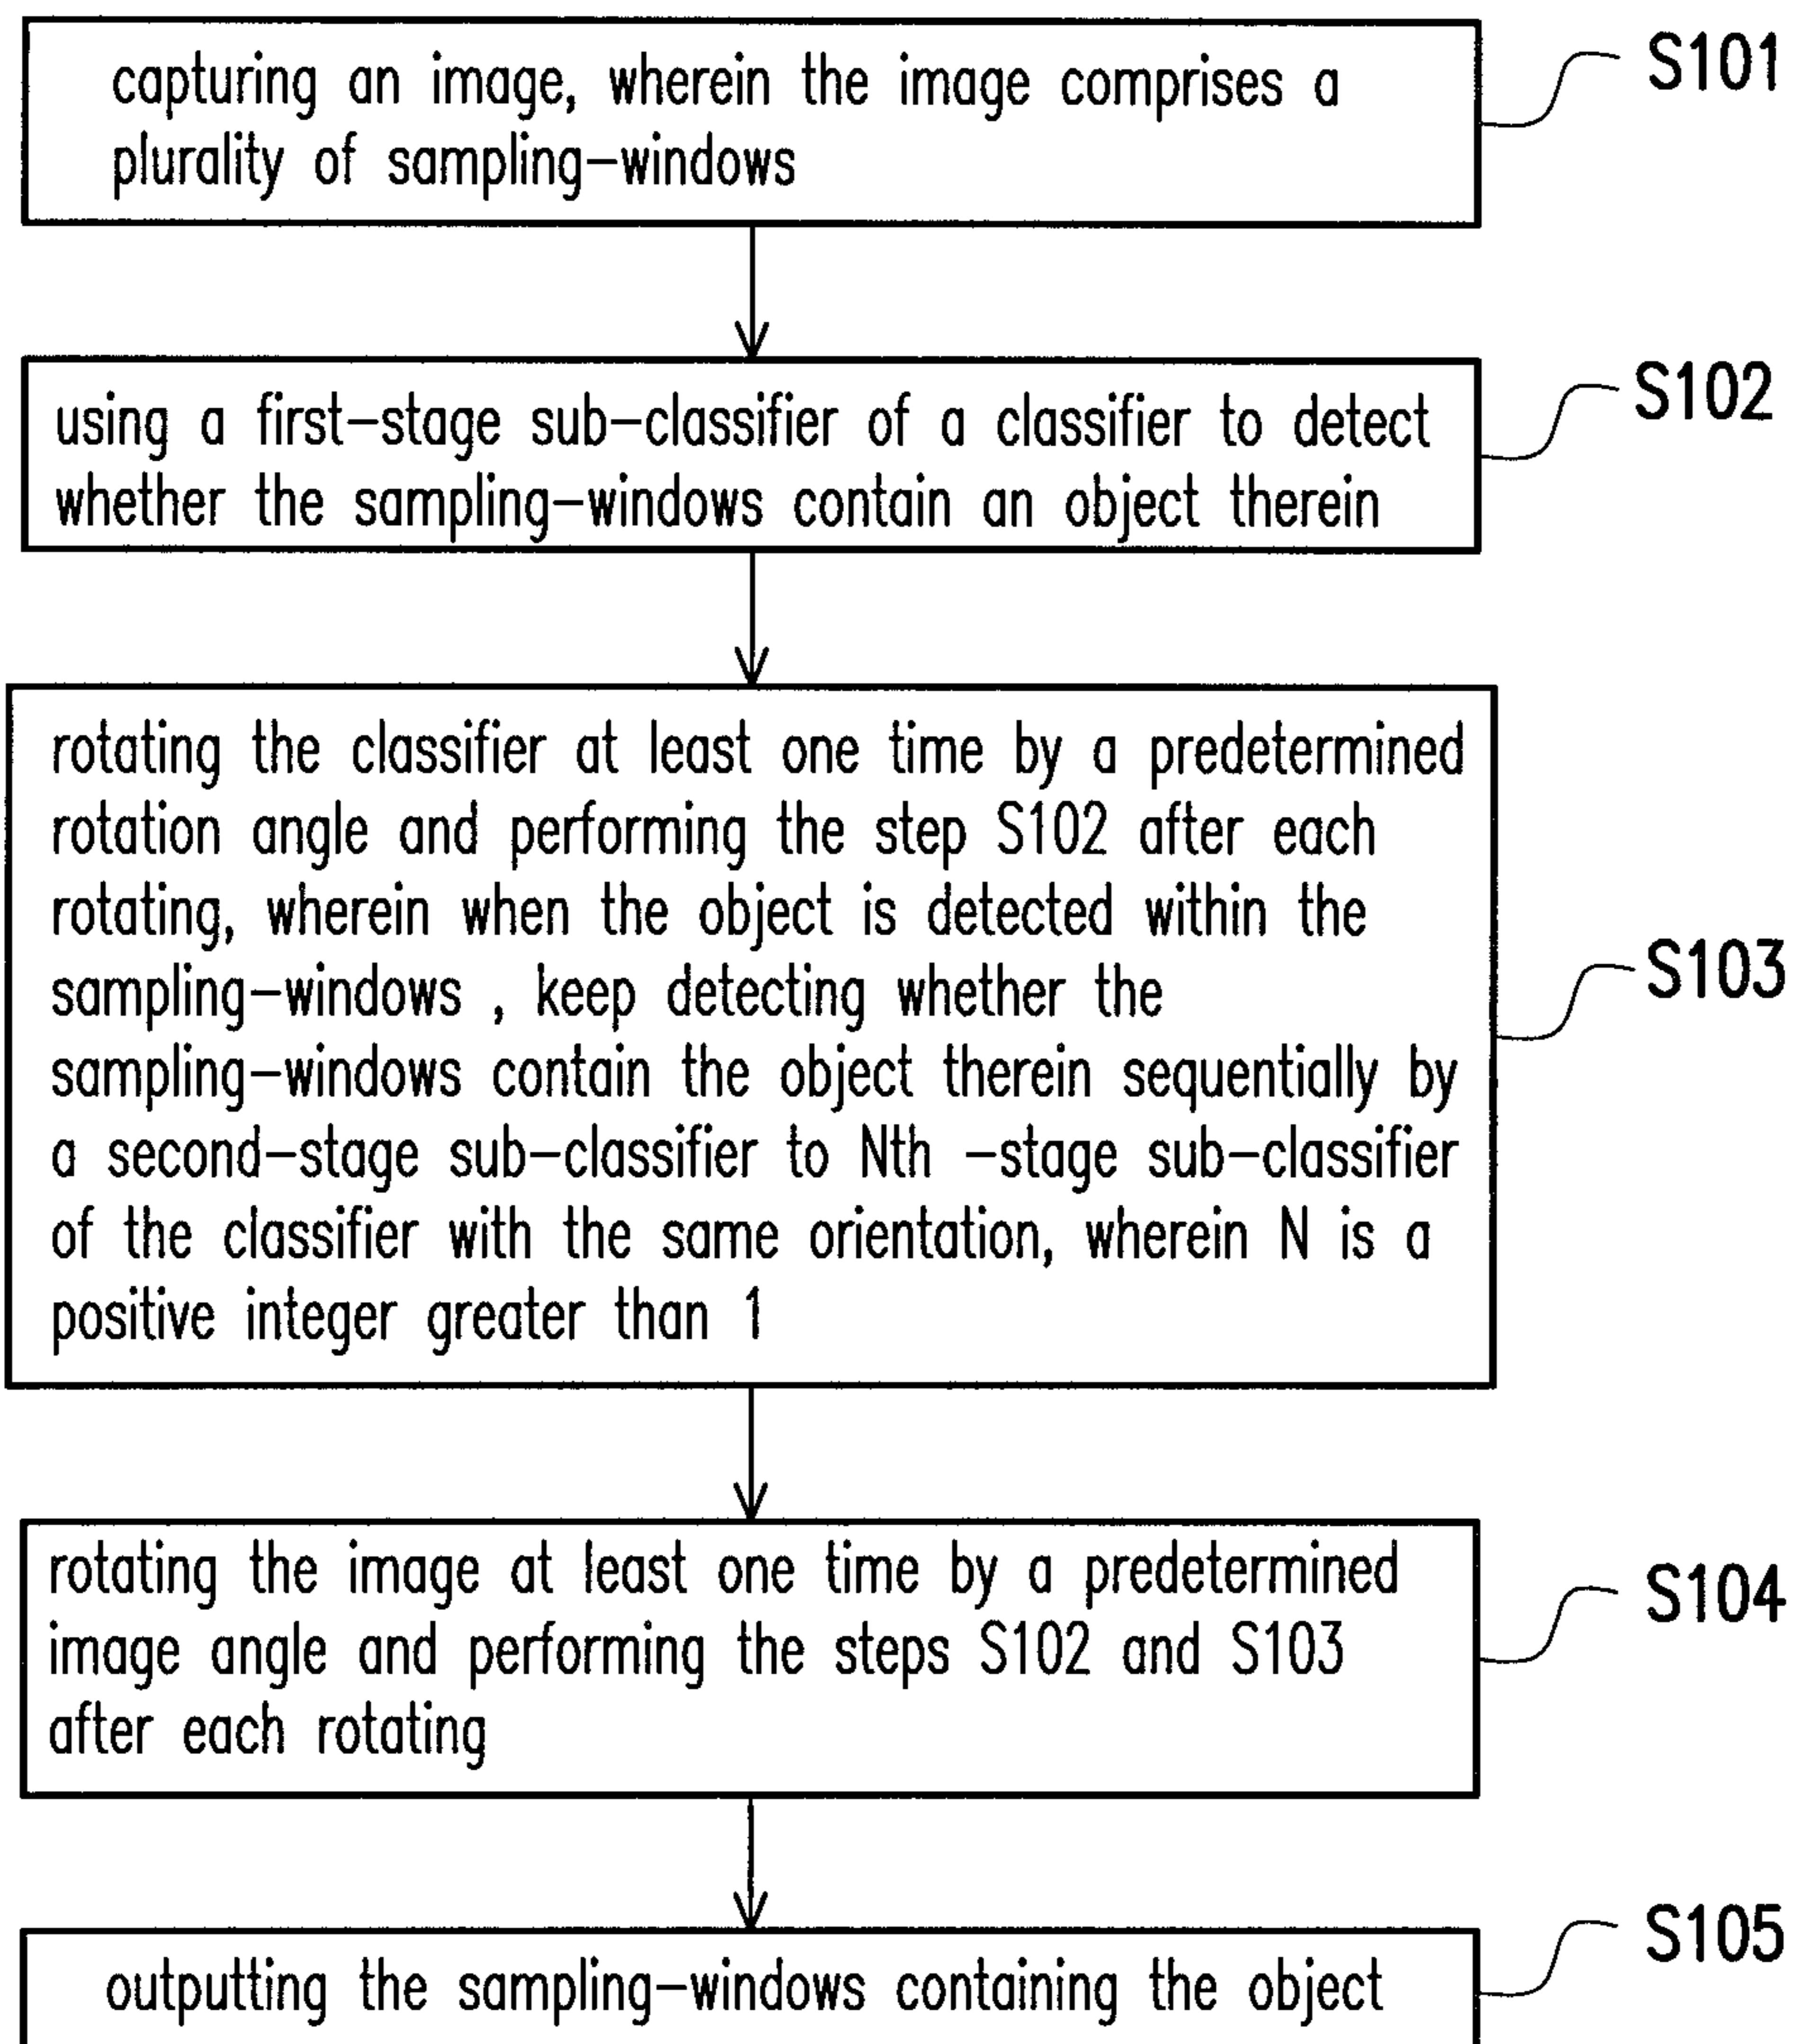 capturing an image, wherein the image comprises a
plurality of sampling-windows
S101
using a first-stage sub-classifier of a classifier to detect
whether the sampling-windows contain an object therein
S102
rotating the classifier at least one time by a predetermined
rotation angle and performing the step S102 after each
rotating, wherein when the object is detected within the
sampling-windows , keep detecting whether the
sampling-windows contain the object therein sequentially by
a second-stage sub-classifier to Nth -stage sub-classifier
of the classifier with the same orientation, wherein N is a
positive integer greater than 1
S103
rotating the image at least one time by a predetermined
image angle and performing the steps S102 and S103
after each rotating
S104
outputting the sampling-windows containing the object
S105